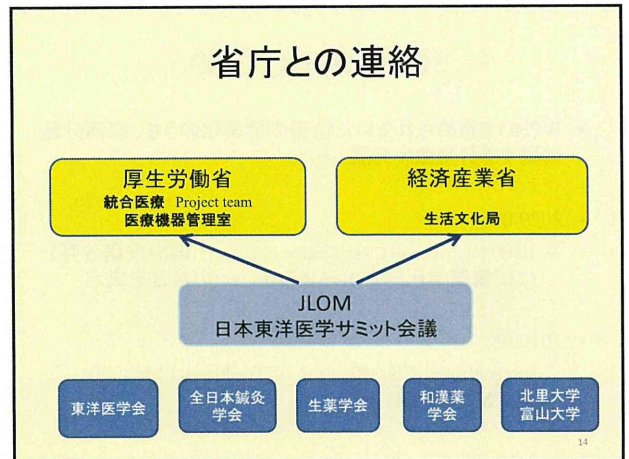 省庁との連絡
厚生労働省
統合医療 Project team
医療機器管理室
経済産業省
生活文化局
JLOM
日本東洋医学サミット会議
東洋医学会
全日本鍼灸
学会
生薬学会
和漢薬
学会
北里大学
富山大学
14